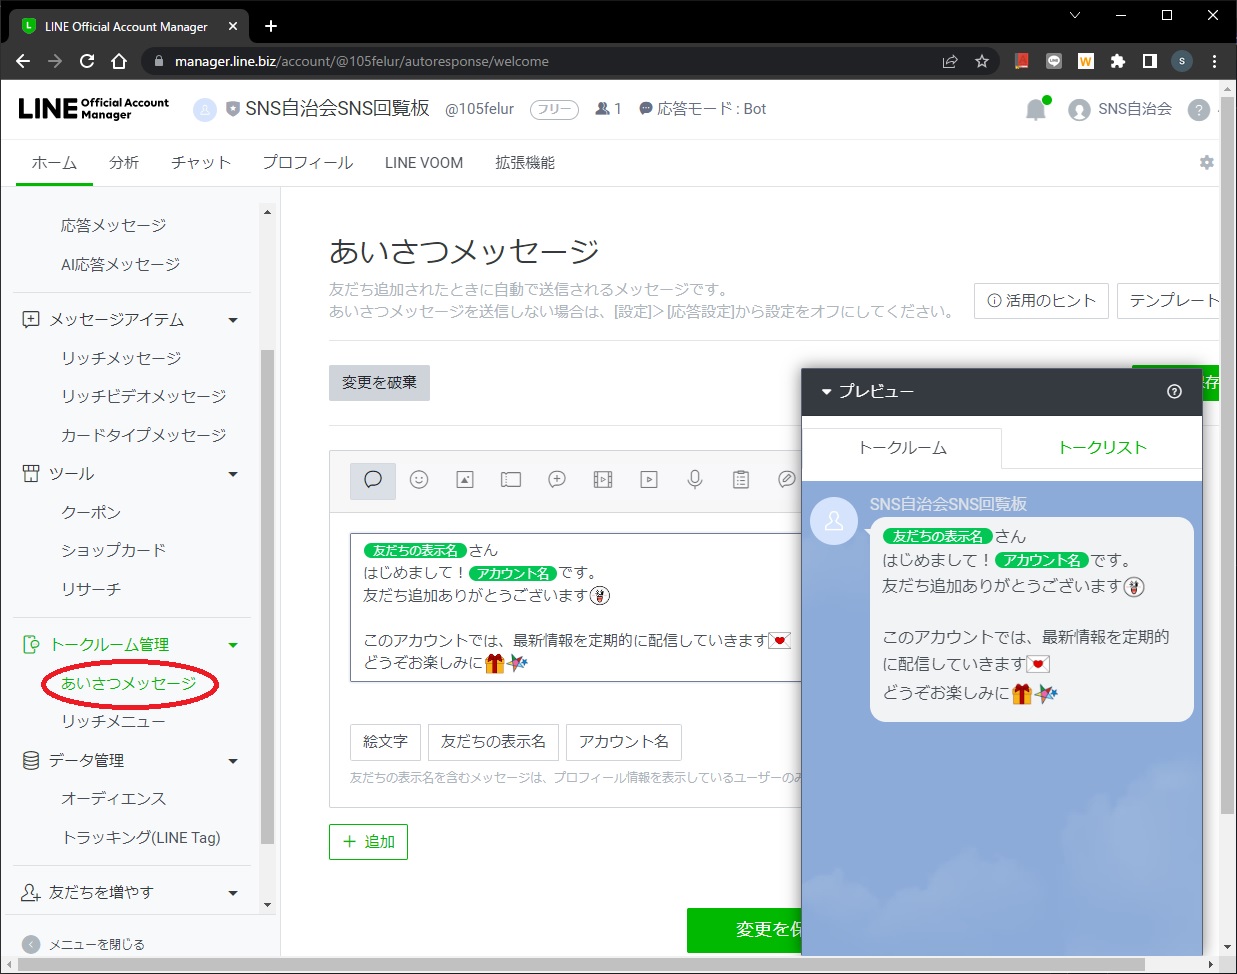 LINE Official Account Manager
manager.line.biz/account/@105felur/autoresponse/welcome
W
S
LINE Official Account Manager
SNS自治会SNS回覧板
@105felur
フリー
1
応答モード : Bot
SNS自治会
ホーム
分析
チャット
プロフィール
LINE VOOM
拡張機能
応答メッセージ
AI応答メッセージ
メッセージアイテム
リッチメッセージ
リッチビデオメッセージ
カードタイプメッセージ
ツール
クーポン
ショップカード
リサーチ
トークルーム管理
あいさつメッセージ
リッチメニュー
データ管理
オーディエンス
トラッキング(LINE Tag)
友だちを増やす
メニューを閉じる
あいさつメッセージ
友だち追加されたときに自動で送信されるメッセージです。
あいさつメッセージを送信しない場合は、[設定]>[応答設定]から設定をオフにしてください。
活用のヒント
テンプレート
変更を破棄
存
友だちの表示名さん
はじめまして！アカウント名です。
友だち追加ありがとうございます
このアカウントでは、最新情報を定期的に配信していきます
どうぞお楽しみに
絵文字
友だちの表示名
アカウント名
友だちの表示名を含むメッセージは、プロフィール情報を表示しているユーザーのみ
+ 追加
変更を保
プレビュー
トークルーム
トークリスト
SNS自治会SNS回覧板
友だちの表示名さん
はじめまして！アカウント名です。
友だち追加ありがとうございます
このアカウントでは、最新情報を定期的
に配信していきます
どうぞお楽しみに